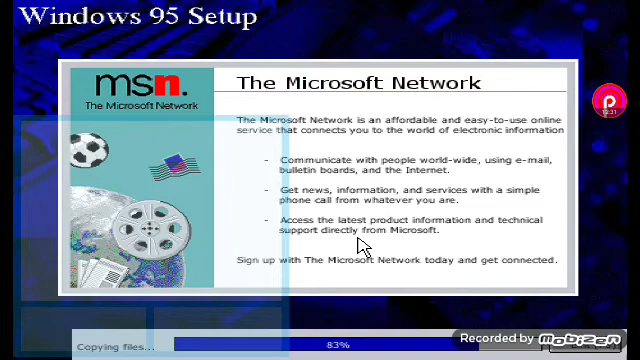 Windows 95 Setup
msn.
The Microsoft Network
The Microsoft Network
The Microsoft Network is an affordable and easy-to-use online
service that connects you to the world of electronic information
- Communicate with people world-wide, using e-mail,
bulletin boards, and the Internet.
- Get news, information, and services with a simple
phone call from whatever you are.
- Access the latest product information and technical
support directly from Microsoft.
Sign up with The Microsoft Network today and get connected.
12:31
Copying files...
83%
Recorded by MOBIZEN